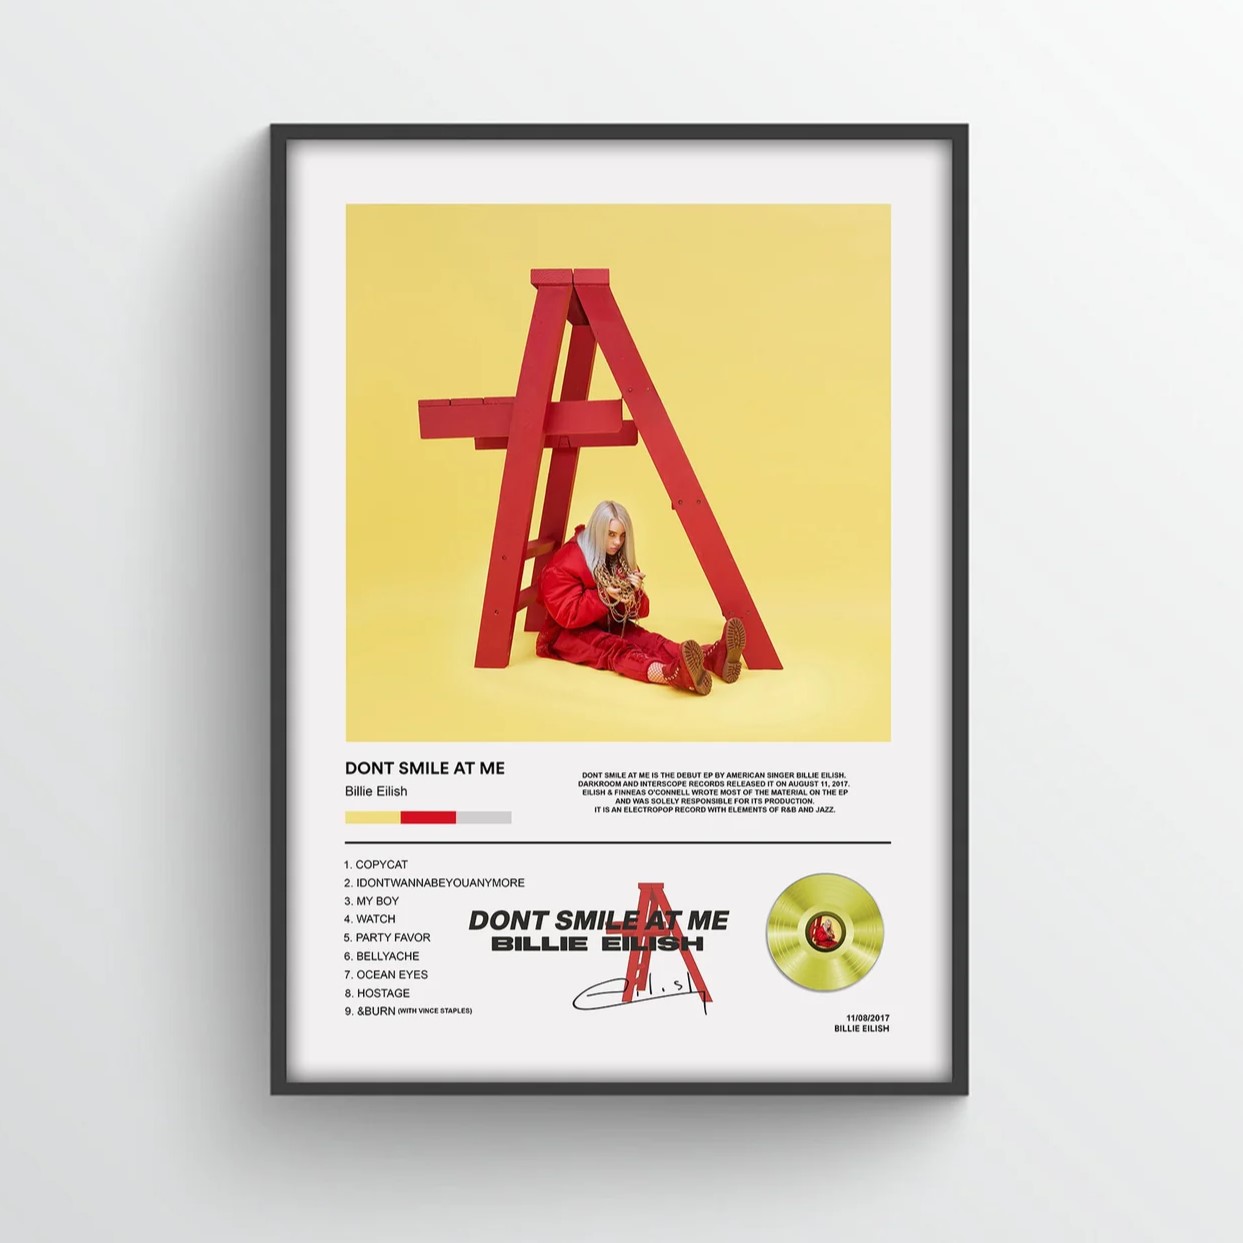 DONT SMILE AT ME
Billie Eilish
DONT SMILE AT ME IS THE DEBUT EP BY AMERICAN SINGER BILLIE EILISH.
DARKROOM AND INTERSCOPE RECORDS RELEASED IT ON AUGUST 11, 2017.
EILISH & FINNEAS O'CONNELL WROTE MOST OF THE MATERIAL ON THE EP
AND WAS SOLELY RESPONSIBLE FOR ITS PRODUCTION.
IT IS AN ELECTROPOP RECORD WITH ELEMENTS OF R&B AND JAZZ.
1. COPYCAT
2. IDONTWANNABEYOUANYMORE
3. MY BOY
4. WATCH
5. PARTY FAVOR
6. BELLYACHE
7. OCEAN EYES
8. HOSTAGE
9. &BURN (WITH VINCE STAPLES)
DONT SMILE AT ME
BILLIE EILISH
Eilish
11/08/2017
BILLIE EILISH